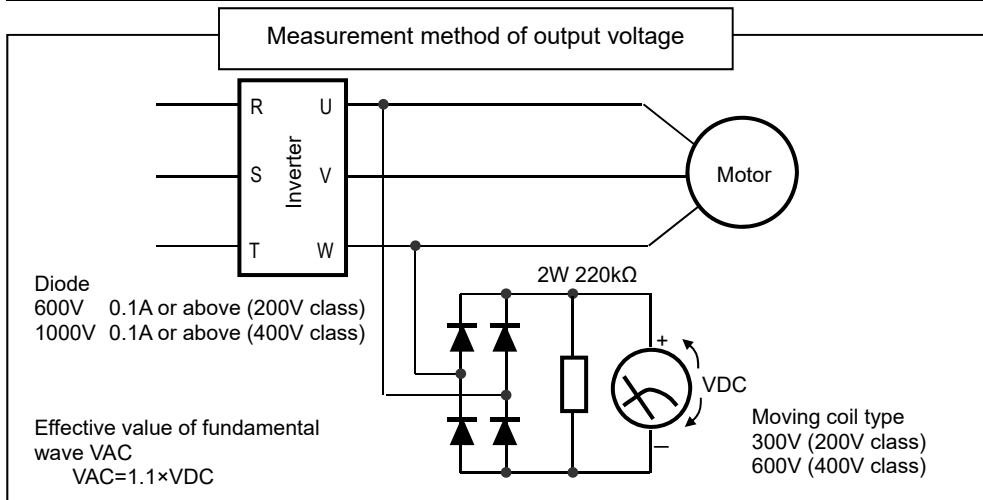 Measurement method of output voltage
R
U
S
Inverter
V
Motor
T
W
2W 220kΩ
Diode
600V 0.1A or above (200V class)
1000V 0.1A or above (400V class)
+
VDC
Effective value of fundamental
wave VAC
VAC=1.1×VDC
Moving coil type
300V (200V class)
600V (400V class)
—